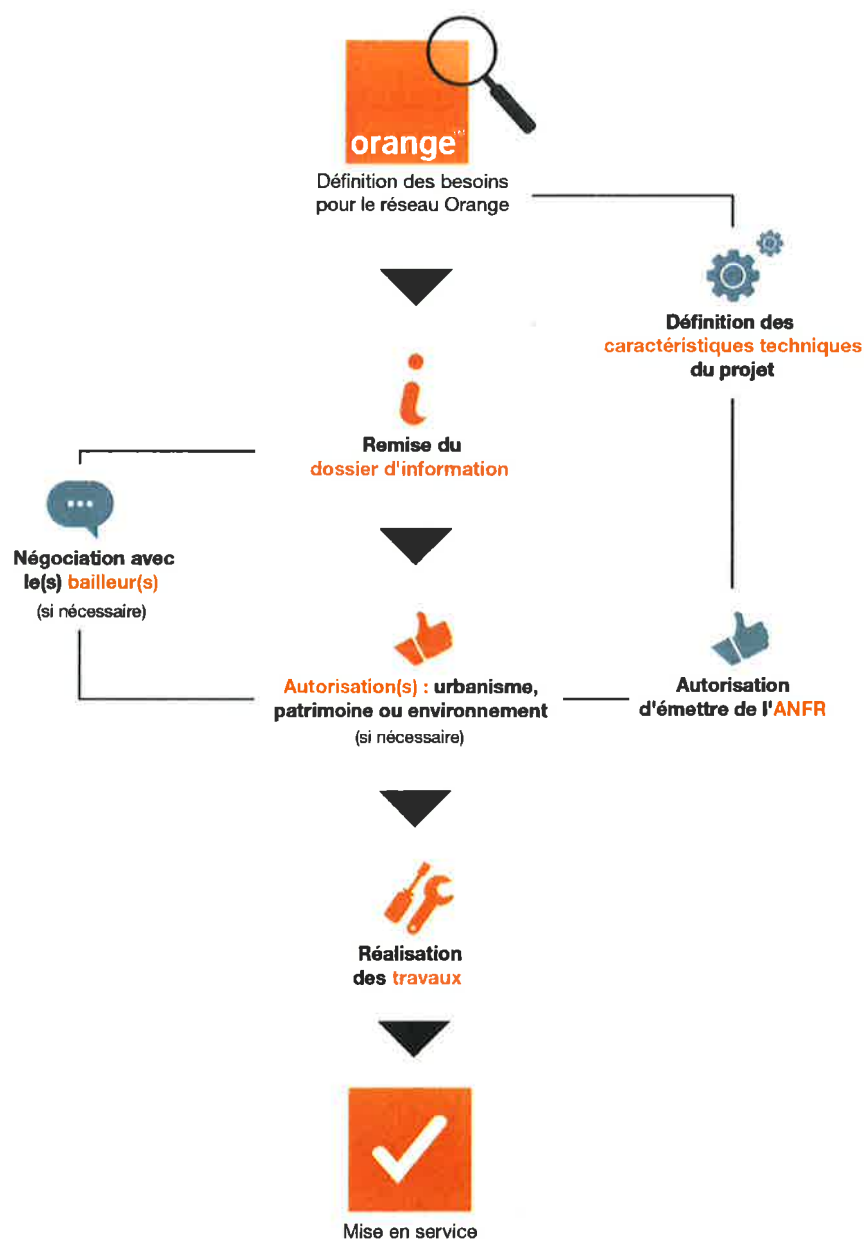 orange
Définition des besoins
pour le réseau Orange
Définition des
caractéristiques techniques
du projet
Remise du
dossier d'information
Négociation avec
le(s) bailleur(s)
(si nécessaire)
Autorisation(s) : urbanisme,
patrimoine ou environnement
(si nécessaire)
Autorisation
d'émettre de l'ANFR
Réalisation
des travaux
Mise en service